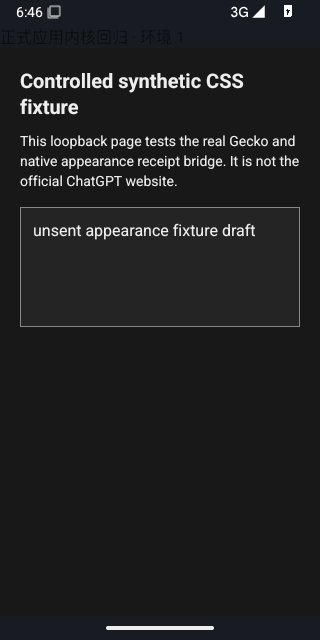 6:46
3G
正式应用内核回归 · 环境 1
Controlled synthetic CSS
fixture
This loopback page tests the real Gecko and
native appearance receipt bridge. It is not the
official ChatGPT website.
unsent appearance fixture draft